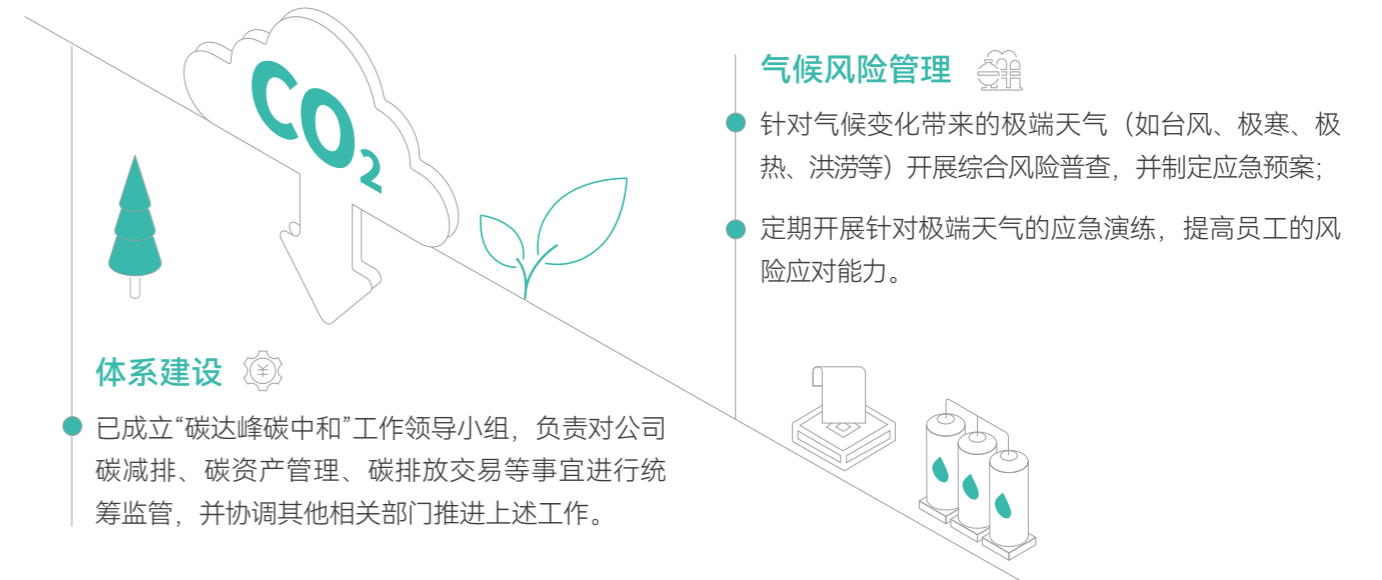 CO₂
体系建设
¥
已成立“碳达峰碳中和”工作领导小组，负责对公司
碳减排、碳资产管理、碳排放交易等事宜进行统
筹监管，并协调其他相关部门推进上述工作。
气候风险管理
针对气候变化带来的极端天气（如台风、极寒、极
热、洪涝等）开展综合风险普查，并制定应急预案；
定期开展针对极端天气的应急演练，提高员工的风
险应对能力。